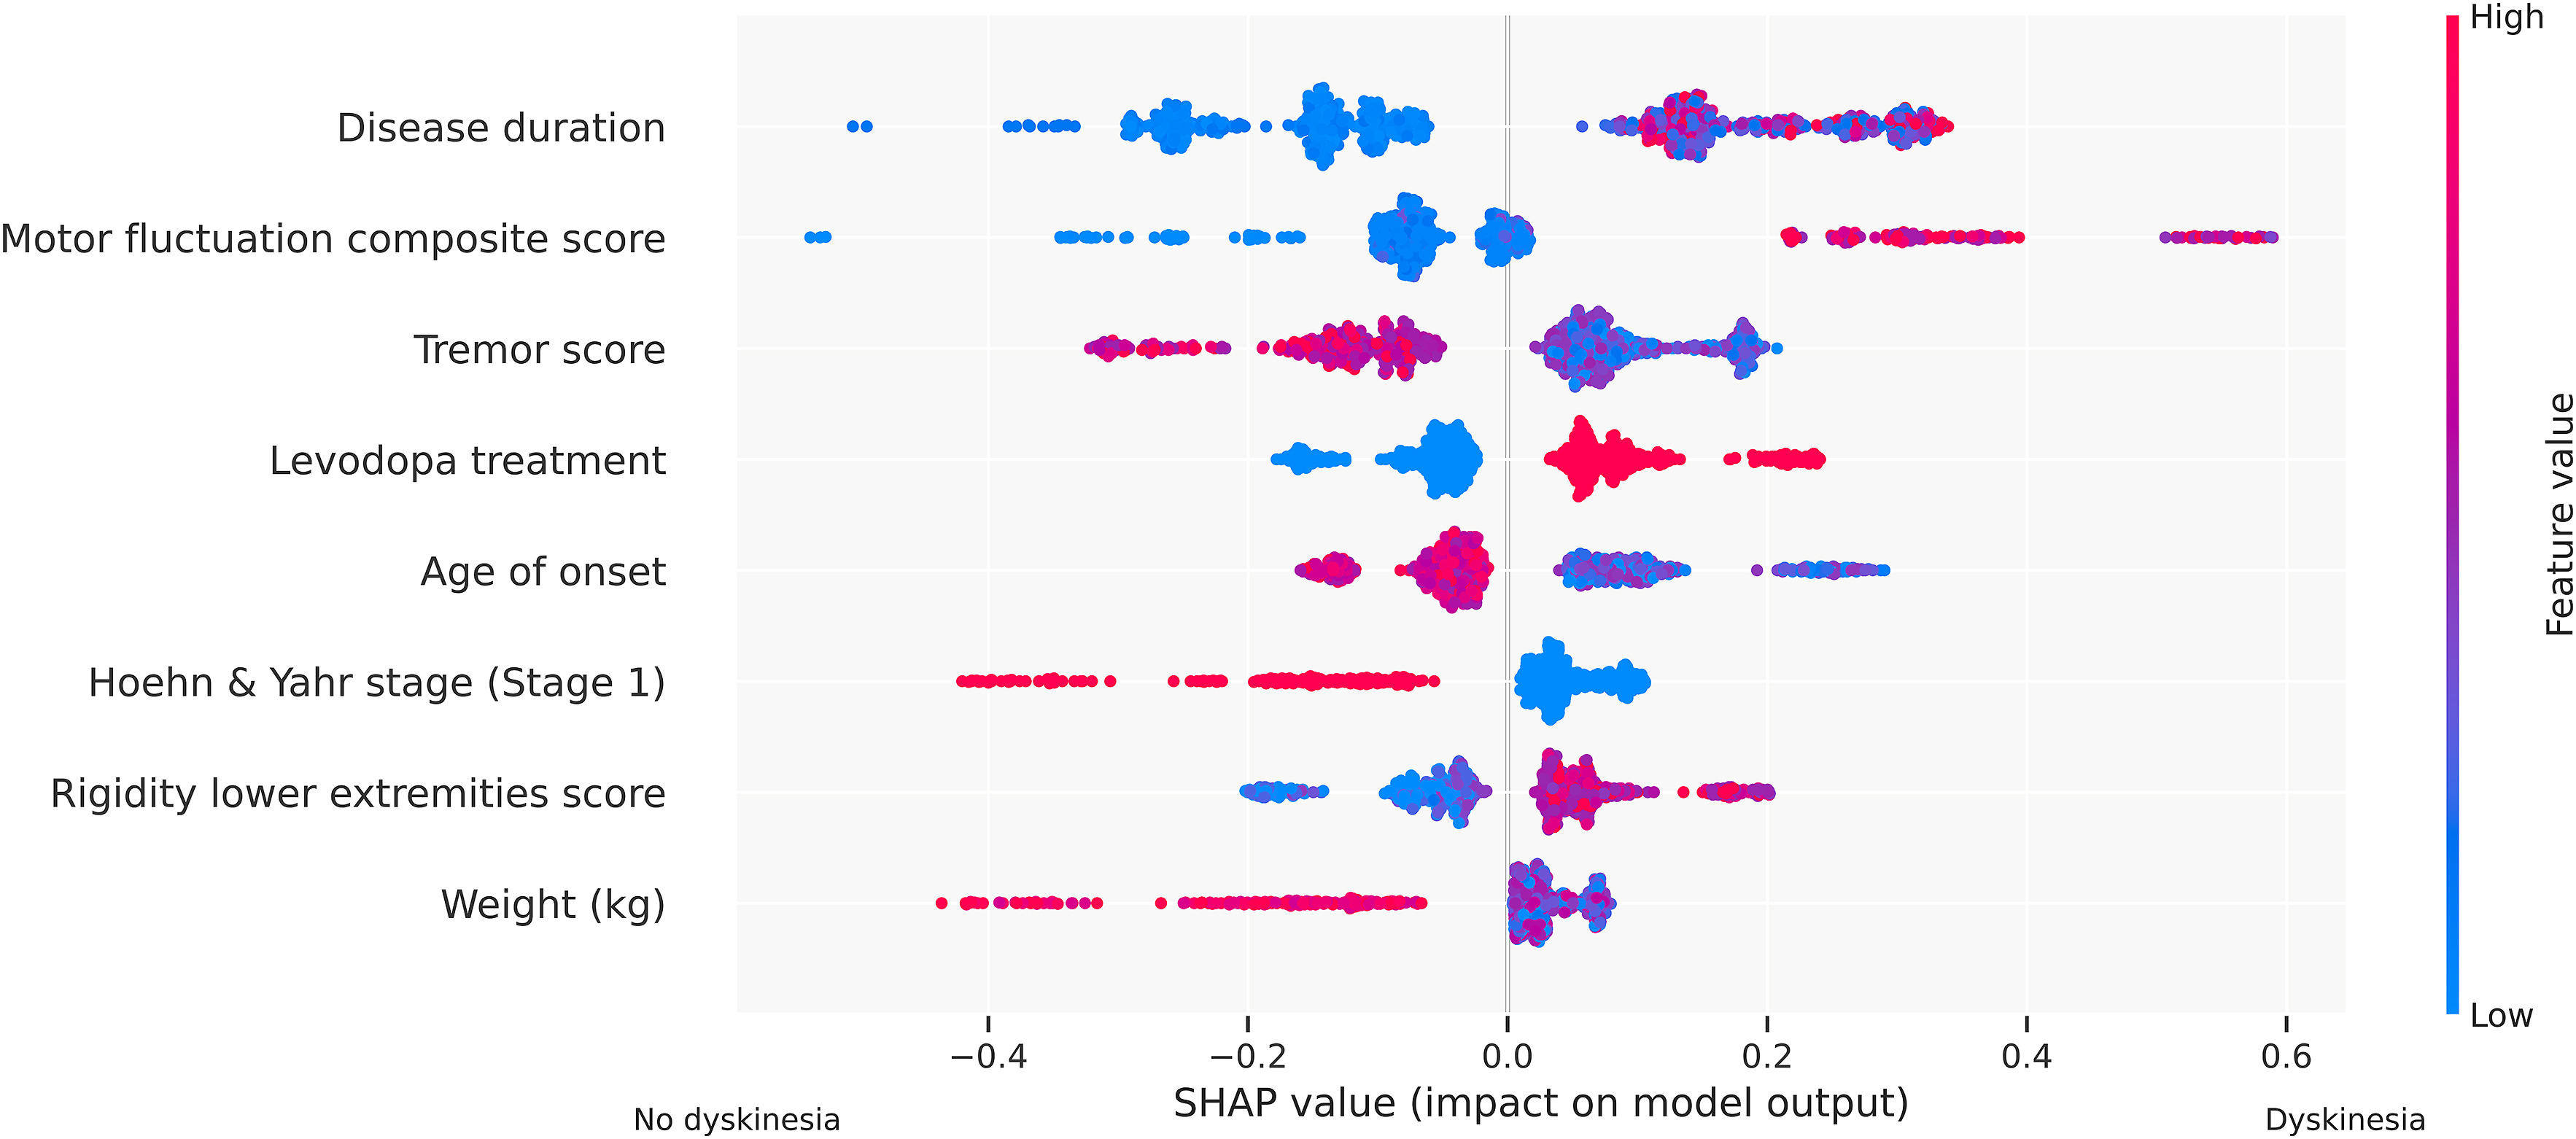 High
Disease duration
Motor fluctuation composite score
Tremor score
Levodopa treatment
Age of onset
Hoehn & Yahr stage (Stage 1)
Rigidity lower extremities score
Weight (kg)
Feature value
Low
−0.4 −0.2 0.0 0.2 0.4 0.6
SHAP value (impact on model output)
No dyskinesia Dyskinesia